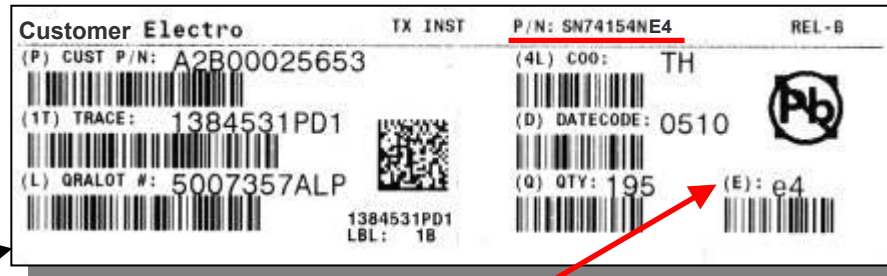 Customer Electro TX INST P/N: SN74154NE4 REL-B
(P) CUST P/N: A2B00025653 (4L) COO: TH
Pb
(1T) TRACE: 1384531PD1 (D) DATECODE: 0510
(L) QRALOT #: 5007357ALP (Q) QTY: 195 (E): e4
1384531PD1
LBL: 1B